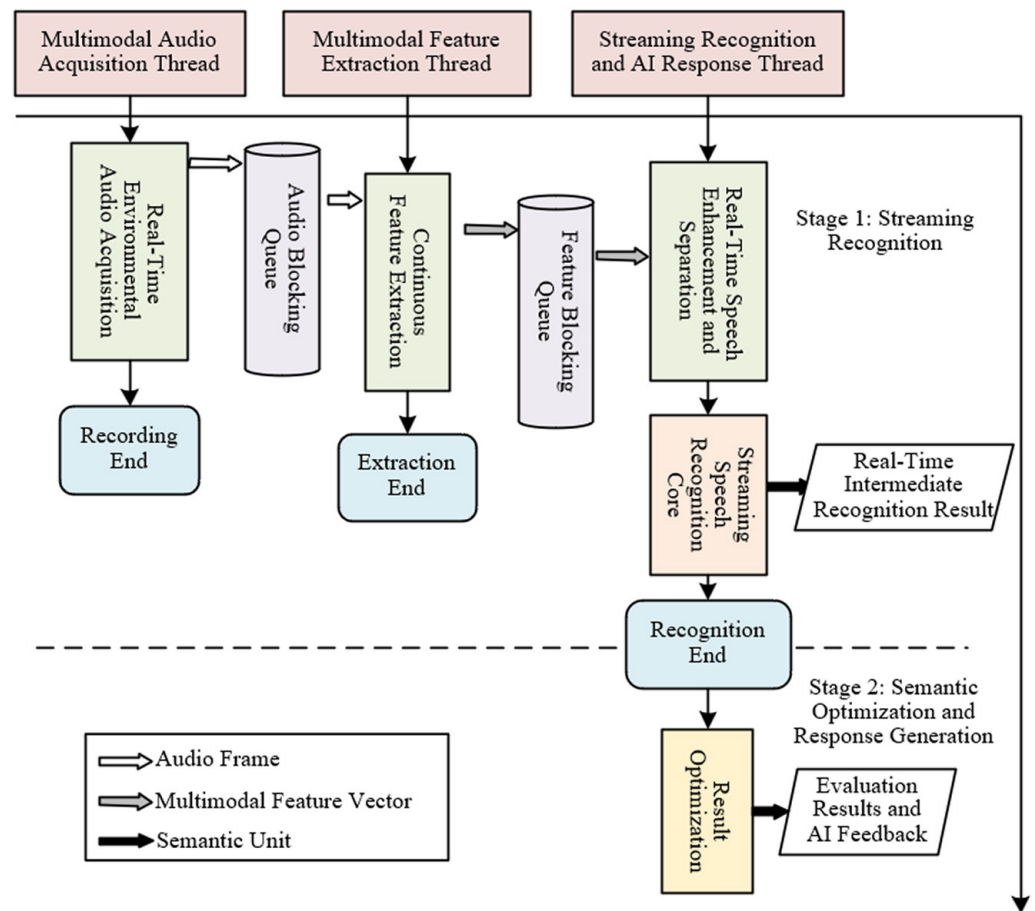 Multimodal Audio
Acquisition Thread
Multimodal Feature
Extraction Thread
Streaming Recognition
and AI Response Thread
Real-Time
Environmental
Audio Acquisition
Audio Blocking
Queue
Continuous
Feature Extraction
Feature Blocking
Queue
Real-Time Speech
Enhancement and
Separation
Stage 1: Streaming
Recognition
Recording
End
Extraction
End
Streaming
Speech
Recognition
Core
Real-Time
Intermediate
Recognition Result
Recognition
End
Stage 2: Semantic
Optimization and
Response Generation
Audio Frame
Multimodal Feature Vector
Semantic Unit
Result
Optimization
Evaluation
Results and
AI Feedback